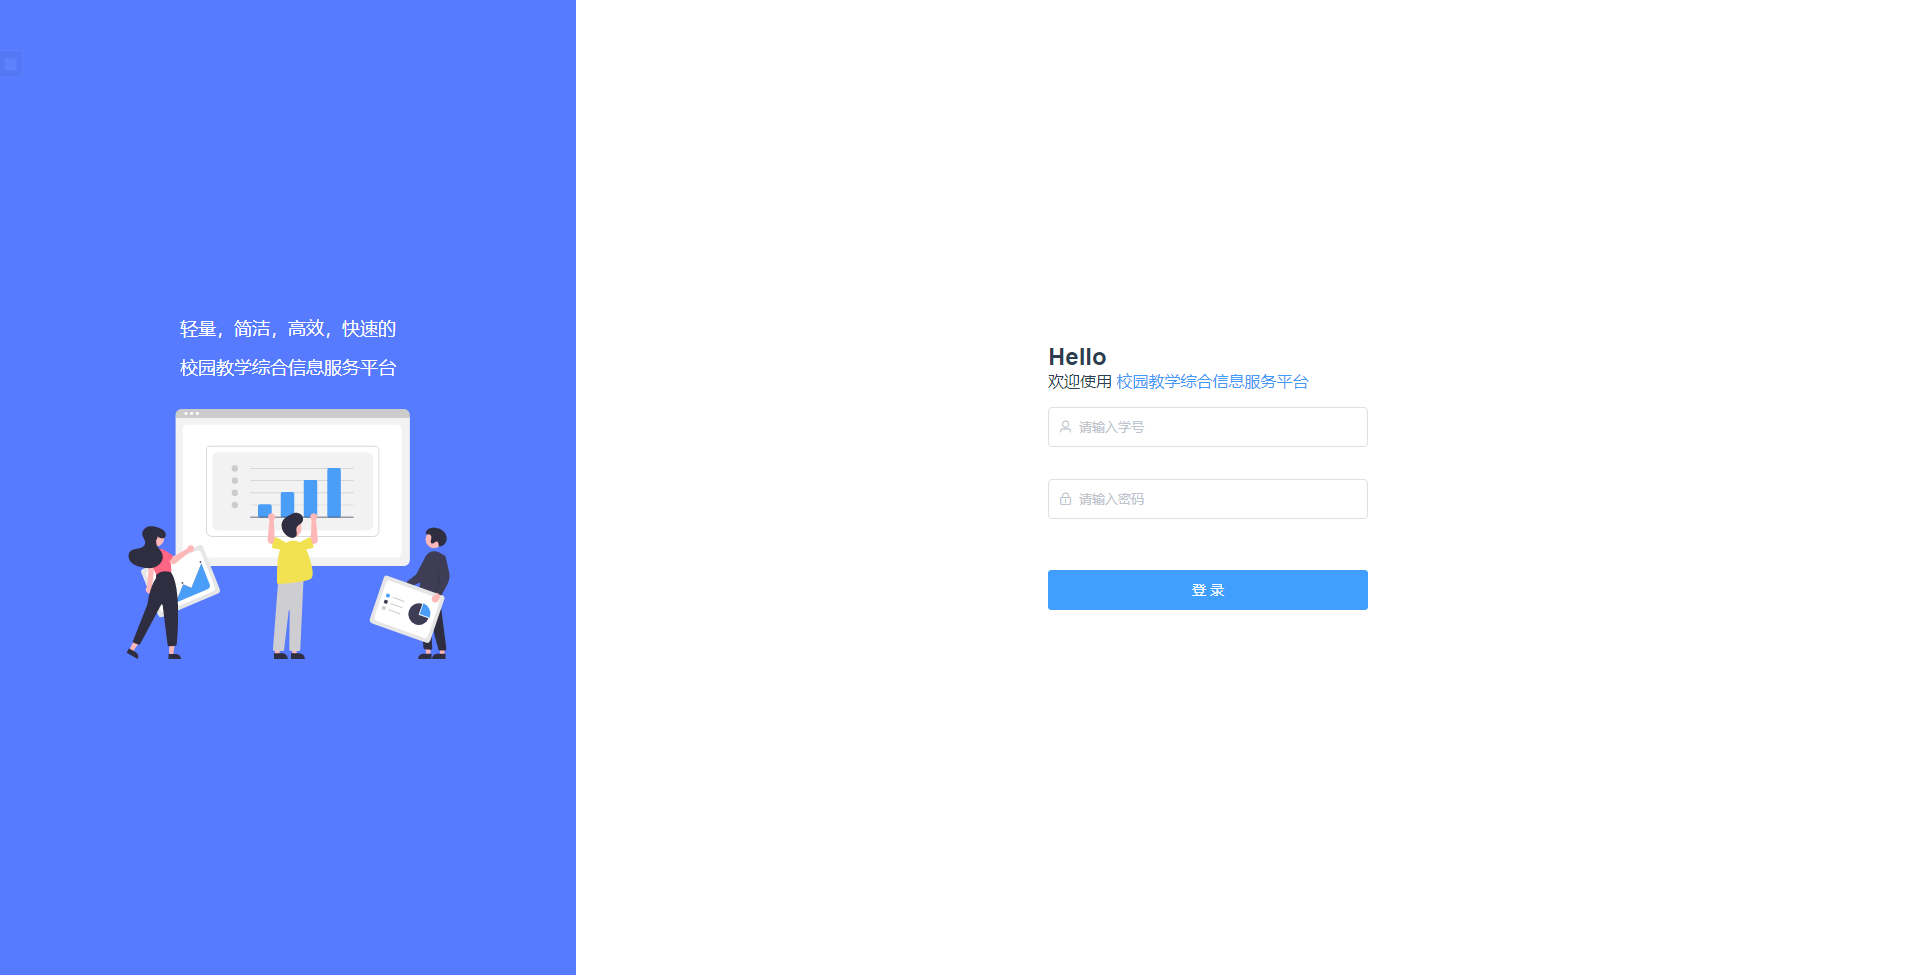 轻量，简洁，高效，快速的
校园教学综合信息服务平台
Hello
欢迎使用 校园教学综合信息服务平台
请输入学号
请输入密码
登 录